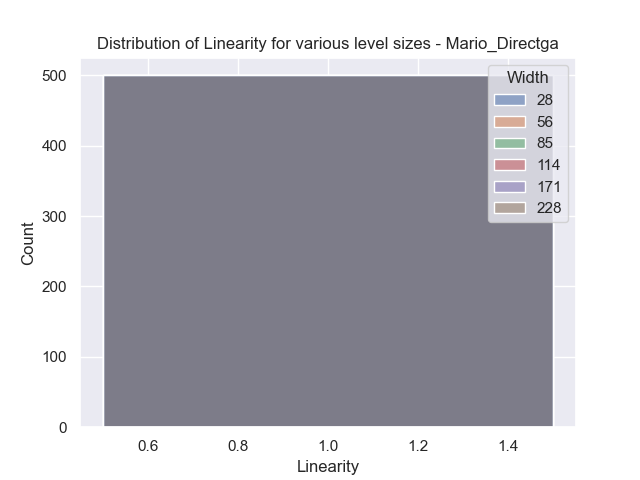 Distribution of Linearity for various level sizes - Mario_Directga
Width
28
56
85
114
171
228
500
400
300
200
100
0
Count
0.6 0.8 1.0 1.2 1.4
Linearity